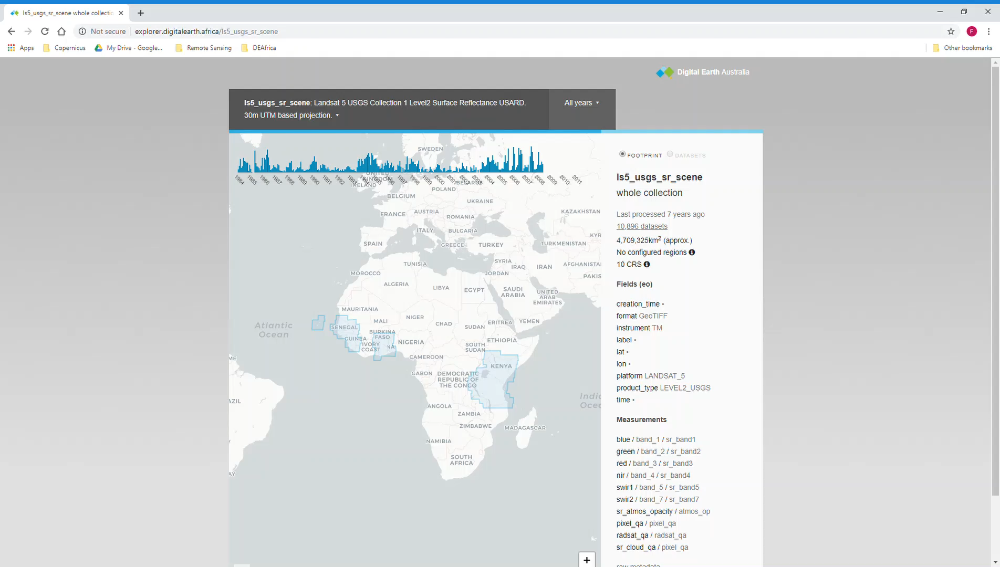 ls5_usgs_sr_scene whole collectio
Not secure
explorer.digitalearth.africa/ls5_usgs_sr_scene
F
Apps
Copernicus
My Drive - Google...
Remote Sensing
DEAfrica
Other bookmarks
Digital Earth Australia
ls5_usgs_sr_scene: Landsat 5 USGS Collection 1 Level2 Surface Reflectance USARD.
30m UTM based projection.
All years
1984
1985
1986
1987
1988
1989
1990
1991
1992
1993
1994
1995
1996
1997
1998
1999
2000
2001
2002
2003
2004
2005
2006
2007
2008
2009
2010
2011
SWEDEN
UNITED
KINGDOM
IRELAND
BELARUS
POLAND
BELGIUM
UKRAINE
FRANCE
AUSTRIA
ROMANIA
KAZAKHSTAN
ITALY
BULGARIA
KYR
SPAIN
GREECE
TURKEY
TURKMENISTAN
TUNISIA
SYRIA
IRAQ
IRAN
AFGHANISTAN
MOROCCO
JORDAN
PAKIS
ALGERIA
LIBYA
EGYPT
SAUDI
ARABIA
UNITED
ARAB
EMIRATES
MAURITANIA
MALI
NIGER
CHAD
SUDAN
ERITREA
YEMEN
Atlantic
Ocean
SENEGAL
BURKINA
FASO
GUINEA
IVORY
COAST
NA
NIGERIA
SOUTH
SUDAN
ETHIOPIA
ME
CAMEROON
KENYA
GABON
DEMOCRATIC
REPUBLIC OF
THE CONGO
Indic
Ocea
AZIL
ANGOLA
ZAMBIA
ZIMBABWE
MADAGASCAR
NAMIBIA
SOUTH
AFRICA
AY
+
FOOTPRINT
DATASETS
ls5_usgs_sr_scene
whole collection
Last processed 7 years ago
10,896 datasets
4,709,325km2 (approx.)
No configured regions
10 CRS
Fields (eo)
creation_time •
format GeoTIFF
instrument TM
label •
lat •
lon •
platform LANDSAT_5
product_type LEVEL2_USGS
time •
Measurements
blue / band_1 / sr_band1
green / band_2 / sr_band2
red / band_3 / sr_band3
nir / band_4 / sr_band4
swir1 / band_5 / sr_band5
swir2 / band_7 / sr_band7
sr_atmos_opacity / atmos_op
pixel_qa / pixel_qa
radsat_qa / radsat_qa
sr_cloud_qa / pixel_qa
raw metadata